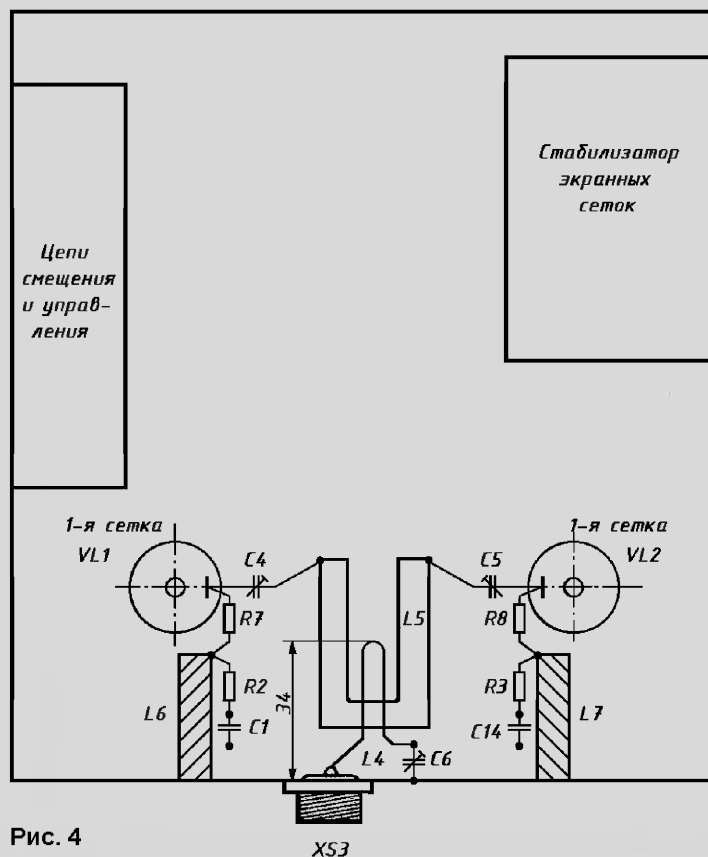 Стабилизатор
экранных
сеток
Цепи
смещения
и управ-
ления
1-я сетка
VL1
C4
C5
1-я сетка
VL2
R7
L5
R8
34
L6
R2
C1
L4
C6
R3
C14
L7
Рис. 4
XS3